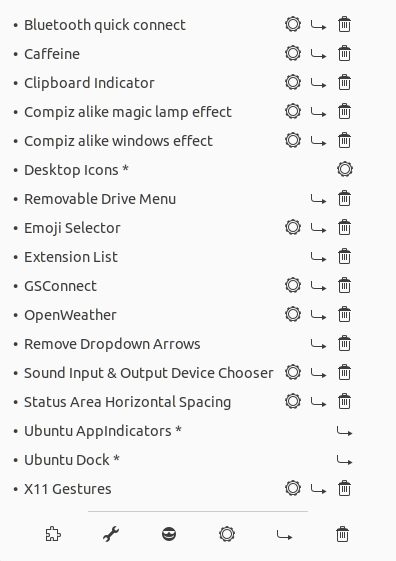 • Bluetooth quick connect
• Caffeine
• Clipboard Indicator
• Compiz alike magic lamp effect
• Compiz alike windows effect
• Desktop Icons *
• Removable Drive Menu
• Emoji Selector
• Extension List
• GSConnect
• OpenWeather
• Remove Dropdown Arrows
• Sound Input & Output Device Chooser
• Status Area Horizontal Spacing
• Ubuntu AppIndicators *
• Ubuntu Dock *
• X11 Gestures